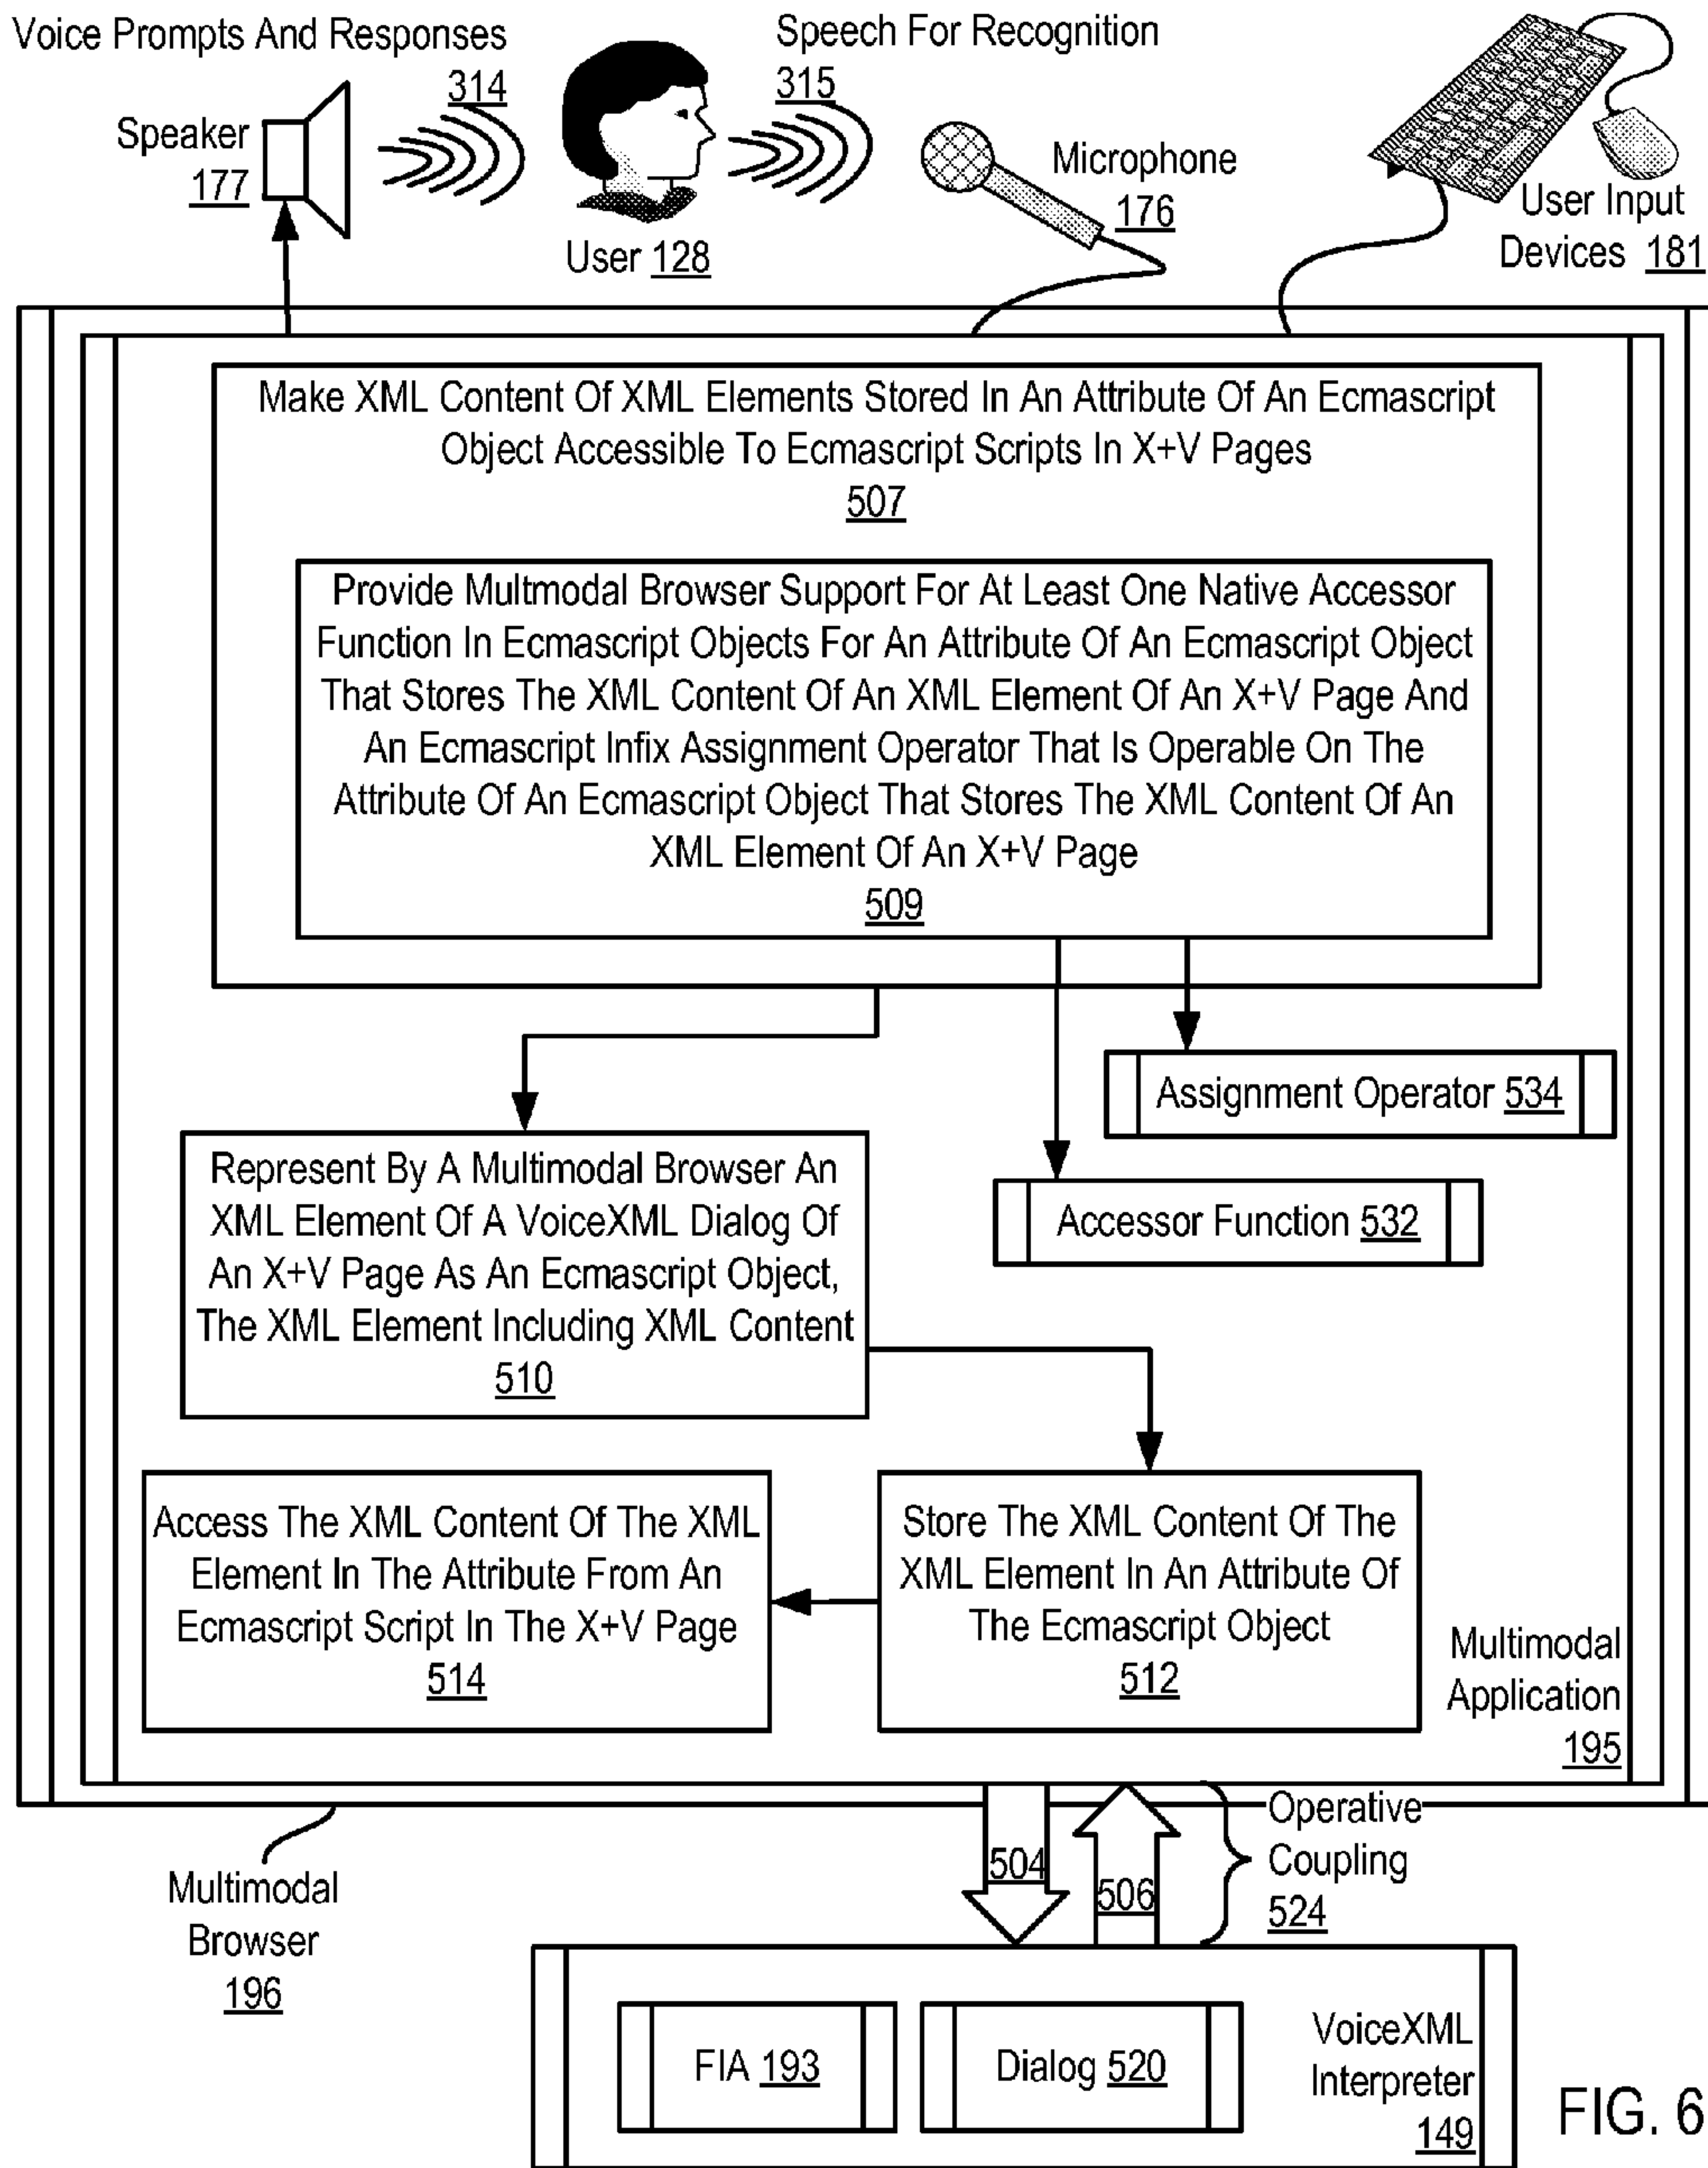 Voice Prompts And Responses
314
Speech For Recognition
315
Speaker
177
User 128
Microphone
176
User Input
Devices 181
Make XML Content Of XML Elements Stored In An Attribute Of An Ecmascript
Object Accessible To Ecmascript Scripts In X+V Pages
507
Provide Multmodal Browser Support For At Least One Native Accessor
Function In Ecmascript Objects For An Attribute Of An Ecmascript Object
That Stores The XML Content Of An XML Element Of An X+V Page And
An Ecmascript Infix Assignment Operator That Is Operable On The
Attribute Of An Ecmascript Object That Stores The XML Content Of An
XML Element Of An X+V Page
509
Assignment Operator 534
Accessor Function 532
Represent By A Multimodal Browser An
XML Element Of A VoiceXML Dialog Of
An X+V Page As An Ecmascript Object,
The XML Element Including XML Content
510
Access The XML Content Of The XML
Element In The Attribute From An
Ecmascript Script In The X+V Page
514
Store The XML Content Of The
XML Element In An Attribute Of
The Ecmascript Object
512
Multimodal
Application
195
Multimodal
Browser
196
504
506
Operative
Coupling
524
FIA 193
Dialog 520
VoiceXML
Interpreter
149
FIG. 6